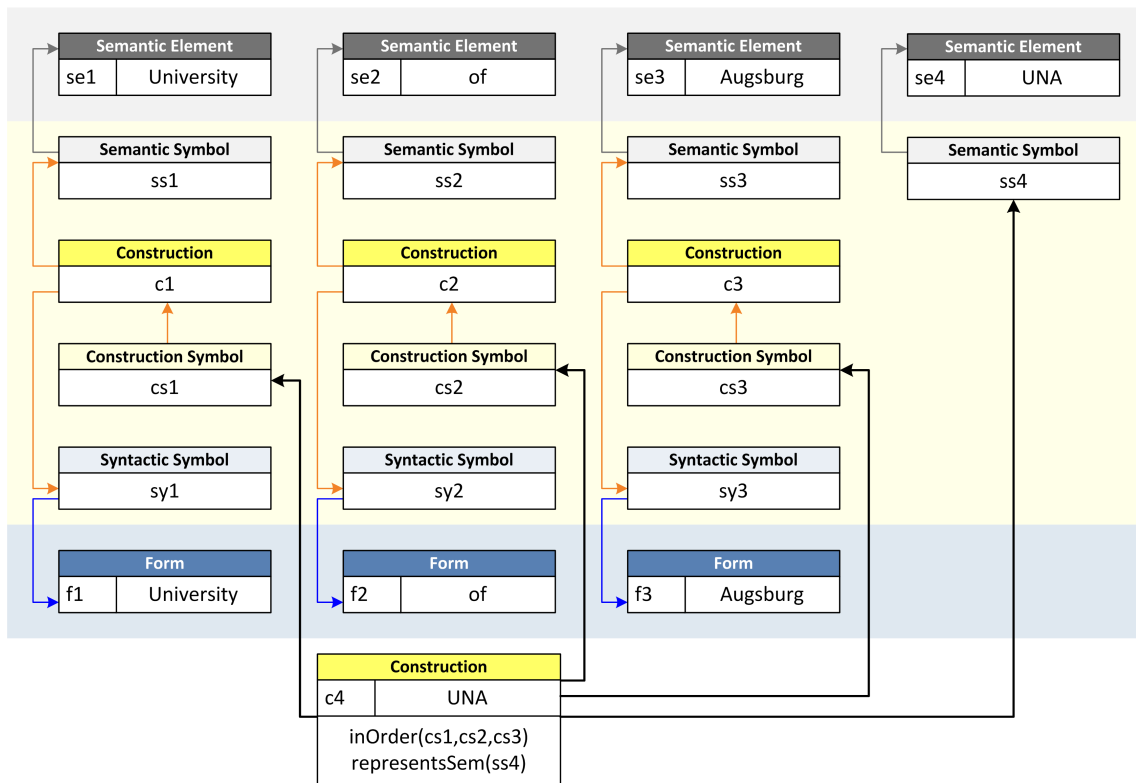 Semantic Element Semantic Element Semantic Element Semantic Element
se1 University se2 of se3 Augsburg se4 UNA
Semantic Symbol Semantic Symbol Semantic Symbol Semantic Symbol
ss1 ss2 ss3 ss4
Construction Construction Construction
c1 c2 c3
Construction Symbol Construction Symbol Construction Symbol
cs1 cs2 cs3
Syntactic Symbol Syntactic Symbol Syntactic Symbol
sy1 sy2 sy3
Form Form Form
f1 University f2 of f3 Augsburg
Construction
c4 UNA
inOrder(cs1,cs2,cs3)
representsSem(ss4)